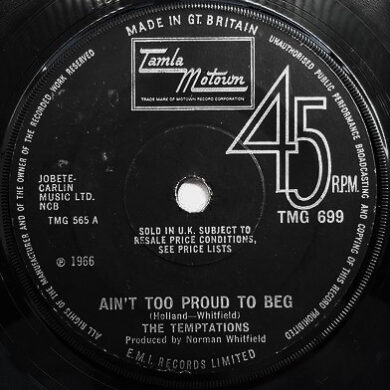 MADE IN GT. BRITAIN
Tamla
Motown
TRADE MARK OF MOTOWN RECORD CORPORATION
UNAUTHORISED PUBLIC PERFORMANCE BROADCASTING AND COPYING OF THIS RECORD PROHIBITED
ALL RIGHTS OF THE MANUFACTURER AND OF THE OWNER OF THE RECORDED WORK RESERVED
45
R.P.M.
JOBETE-
CARLIN
MUSIC LTD.
NCB
TMG 565 A
TMG 699
SOLD IN U.K. SUBJECT TO
RESALE PRICE CONDITIONS,
SEE PRICE LISTS
℗ 1966
AIN'T TOO PROUD TO BEG
(Holland—Whitfield)
THE TEMPTATIONS
Produced by Norman Whitfield
E.M.I. RECORDS LIMITED